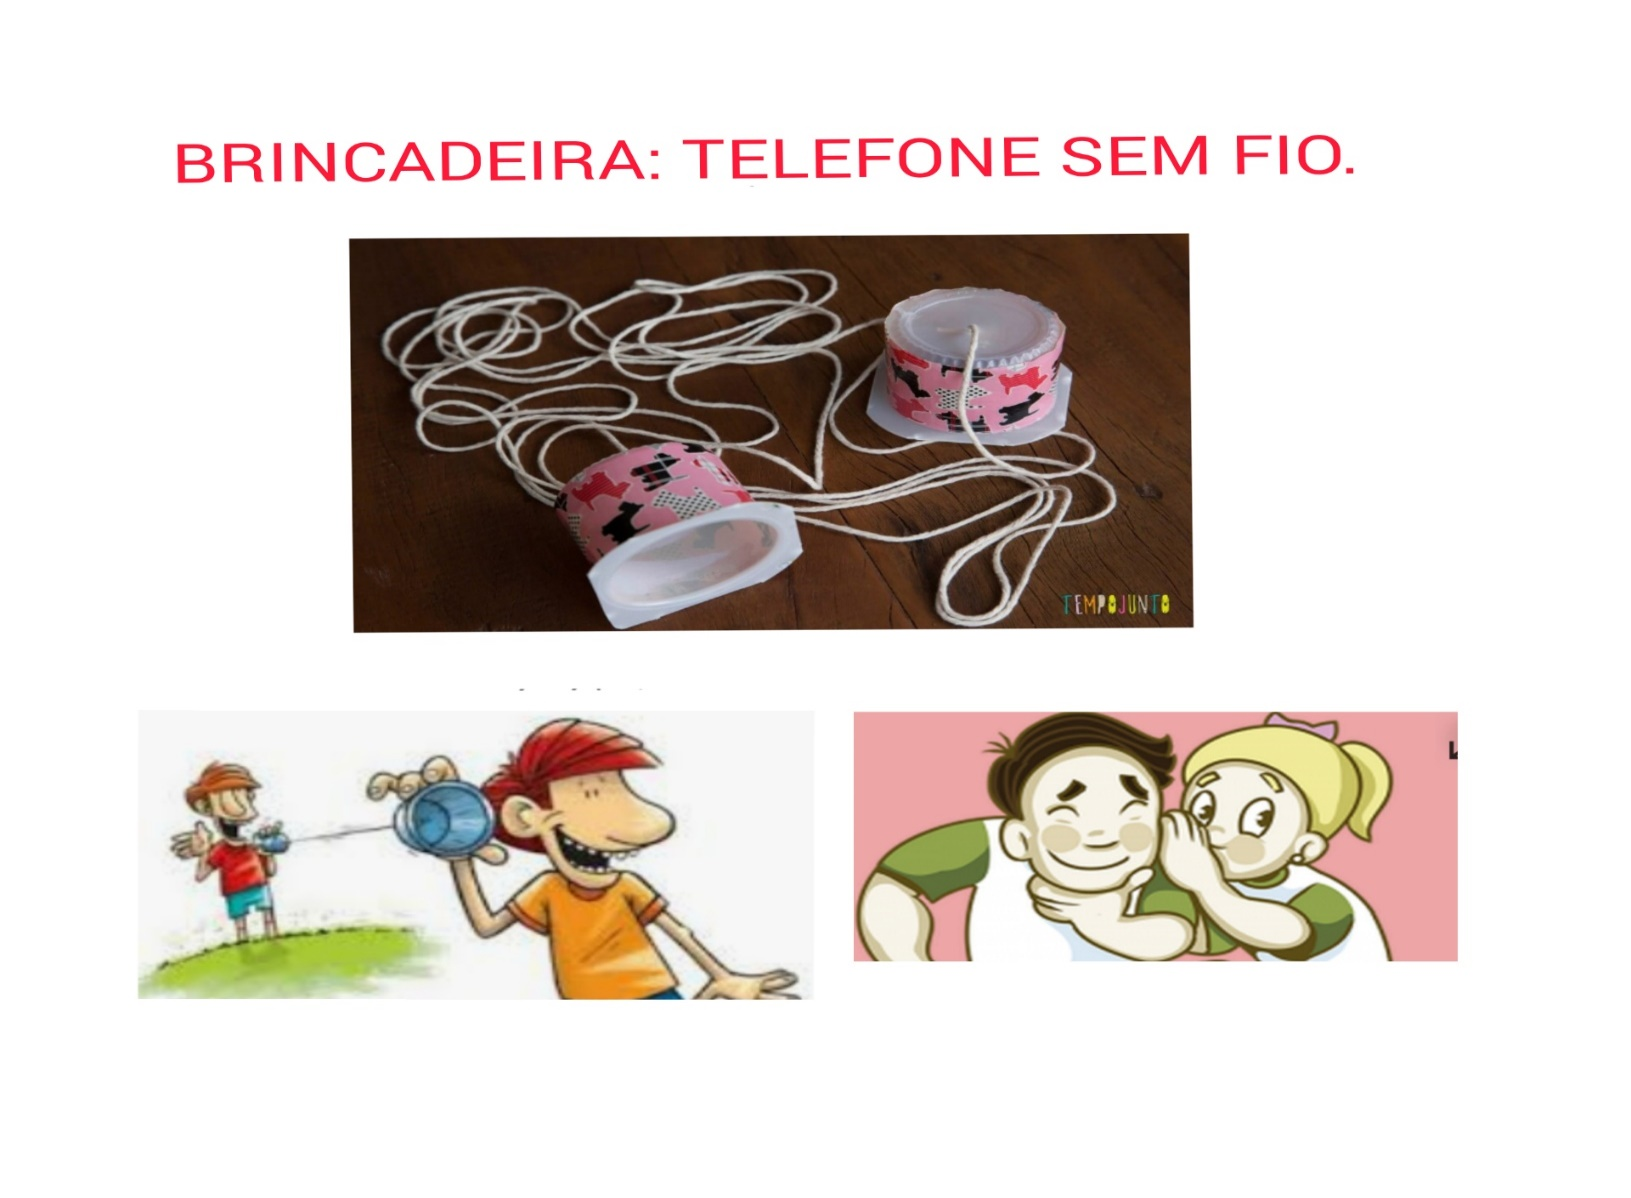 BRINCADEIRA: TELEFONE SEM FIO.
TEMPOJUNTO